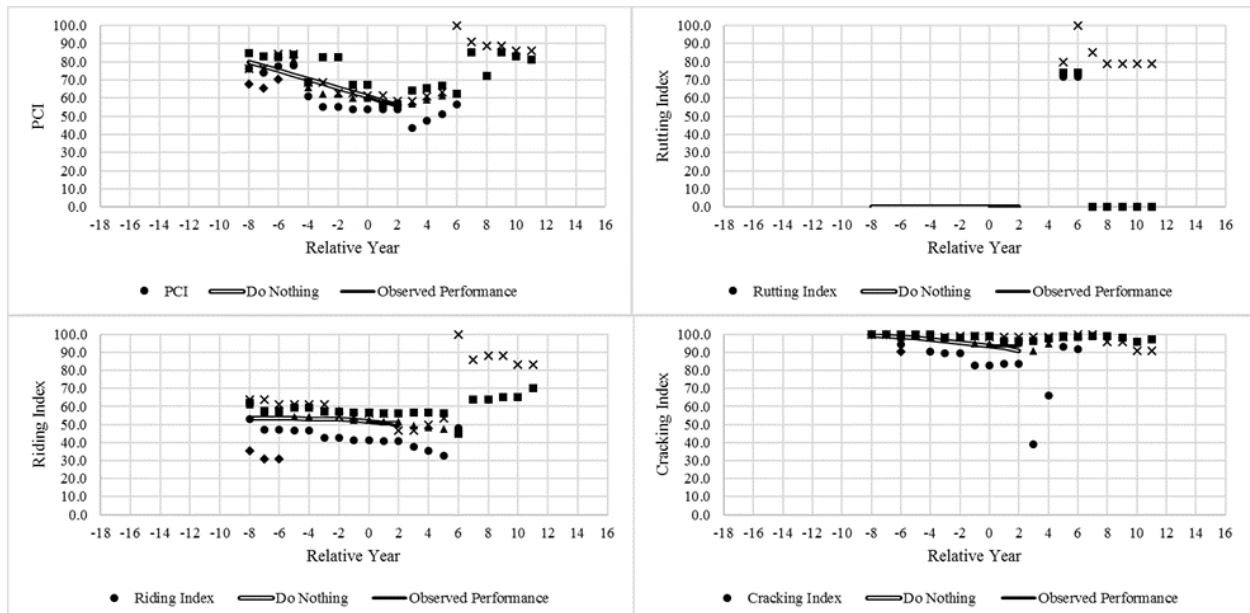 100.0
90.0
80.0
70.0
60.0
50.0
40.0
30.0
20.0
10.0
0.0
PCI
-18 -16 -14 -12 -10 -8 -6 -4 -2 0 2 4 6 8 10 12 14 16
Relative Year
PCI Do Nothing Observed Performance
100.0
90.0
80.0
70.0
60.0
50.0
40.0
30.0
20.0
10.0
0.0
Rutting Index
-18 -16 -14 -12 -10 -8 -6 -4 -2 0 2 4 6 8 10 12 14 16
Relative Year
Rutting Index Do Nothing Observed Performance
100.0
90.0
80.0
70.0
60.0
50.0
40.0
30.0
20.0
10.0
0.0
Riding Index
-18 -16 -14 -12 -10 -8 -6 -4 -2 0 2 4 6 8 10 12 14 16
Relative Year
Riding Index Do Nothing Observed Performance
100.0
90.0
80.0
70.0
60.0
50.0
40.0
30.0
20.0
10.0
0.0
Cracking Index
-18 -16 -14 -12 -10 -8 -6 -4 -2 0 2 4 6 8 10 12 14 16
Relative Year
Cracking Index Do Nothing Observed Performance